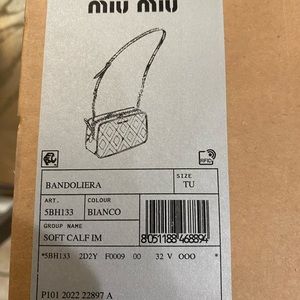 miu miu
RFID
BANDOLIERA
SIZE
TU
ART.
5BH133
COLOUR
BIANCO
GROUP NAME
SOFT CALF IM
8051188468894
*5BH133 2D2Y F0009 00 32 V OOO *
P101 2022 22897 A